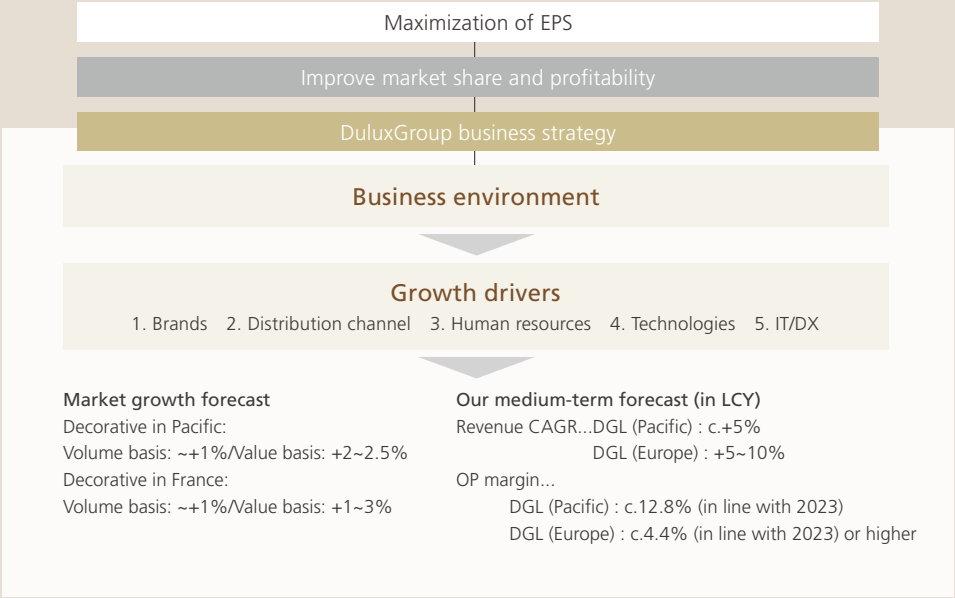 Maximization of EPS
Improve market share and profitability
DuluxGroup business strategy
Business environment
Growth drivers
1. Brands 2. Distribution channel 3. Human resources 4. Technologies 5. IT/DX
Market growth forecast
Decorative in Pacific:
Volume basis: ~+1%/Value basis: +2~2.5%
Decorative in France:
Volume basis: ~+1%/Value basis: +1~3%
Our medium-term forecast (in LCY)
Revenue CAGR...DGL (Pacific) : c.+5%
DGL (Europe) : +5~10%
OP margin...
DGL (Pacific) : c.12.8% (in line with 2023)
DGL (Europe) : c.4.4% (in line with 2023) or higher